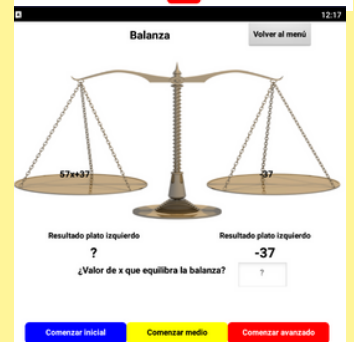 12:17
Balanza
Volver al menú
57x+37
-37
Resultado plato izquierdo
Resultado plato izquierdo
?
-37
¿Valor de x que equilibra la balanza?
?
Comenzar inicial
Comenzar medio
Comenzar avanzado